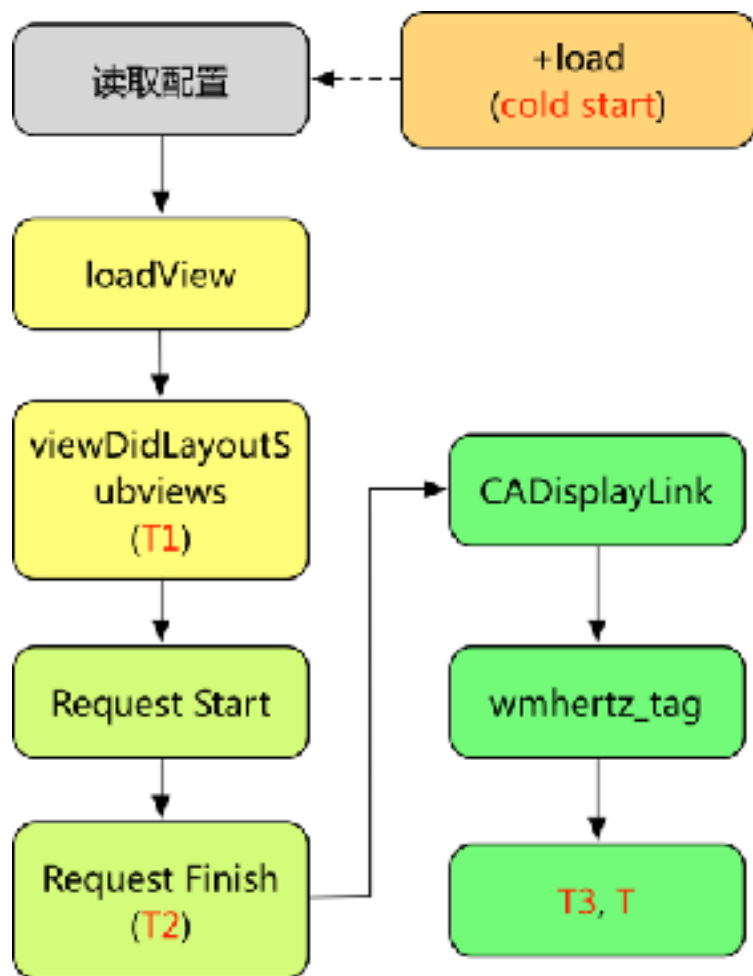 读取配置
+load
(cold start)
loadView
viewDidLayoutS
ubviews
(T1)
Request Start
Request Finish
(T2)
CADisplayLink
wmhertz_tag
T3, T